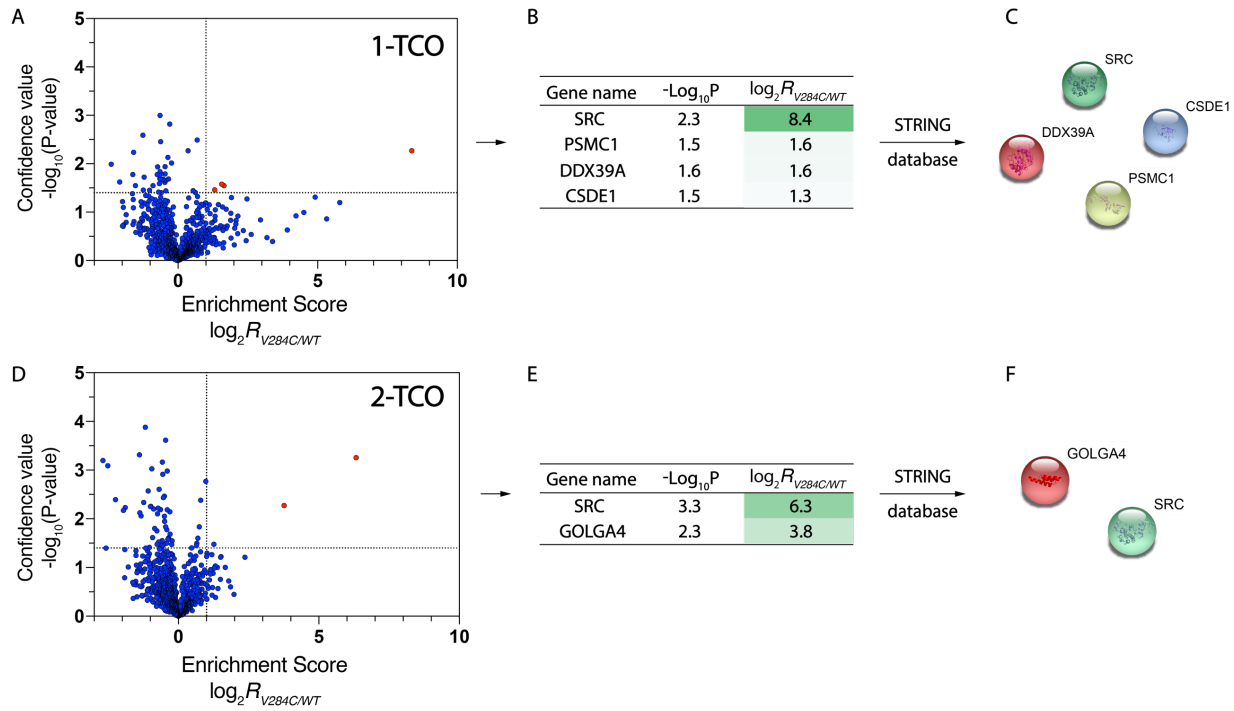 A
1-TCO
5
4
3
2
1
0
0
5
10
Confidence value
-log10(P-value)
Enrichment Score
log2RV284C/WT
B
Gene name -Log10P log2RV284C/WT
SRC 2.3 8.4
PSMC1 1.5 1.6
DDX39A 1.6 1.6
CSDE1 1.5 1.3
STRING
database
C
SRC
CSDE1
DDX39A
PSMC1
D
2-TCO
5
4
3
2
1
0
0
5
10
Confidence value
-log10(P-value)
Enrichment Score
log2RV284C/WT
E
Gene name -Log10P log2RV284C/WT
SRC 3.3 6.3
GOLGA4 2.3 3.8
STRING
database
F
GOLGA4
SRC